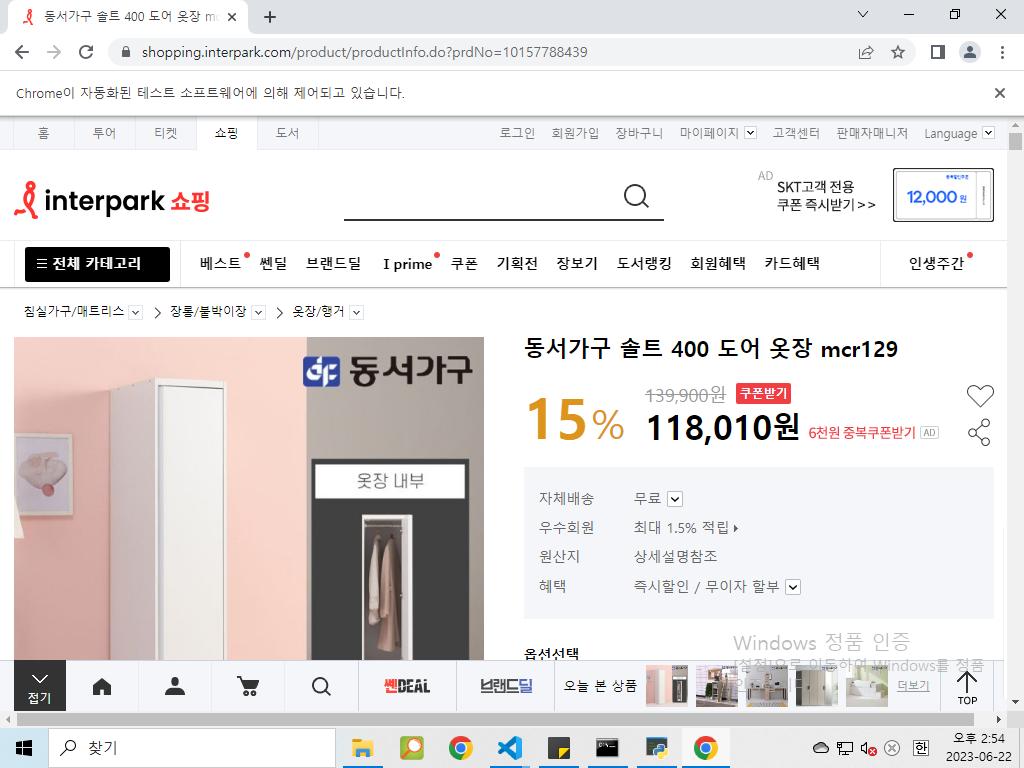 동서가구 솔트 400 도어 옷장 mc
shopping.interpark.com/product/productInfo.do?prdNo=10157788439
Chrome이 자동화된 테스트 소프트웨어에 의해 제어되고 있습니다.
홈 투어 티켓 쇼핑 도서 로그인 회원가입 장바구니 마이페이지 고객센터 판매자매니저 Language
interpark 쇼핑
AD SKT고객 전용
쿠폰 즉시받기 >>
12,000원
전체 카테고리 베스트 쎈딜 브랜드딜 I prime 쿠폰 기획전 장보기 도서랭킹 회원혜택 카드혜택 인생주간
침실가구/매트리스 장롱/붙박이장 옷장/행거
동서가구
옷장 내부
동서가구 솔트 400 도어 옷장 mcr129
15% 139,900원 쿠폰받기
118,010원 6천원 중복쿠폰받기 AD
자체배송 무료
우수회원 최대 1.5% 적립
원산지 상세설명참조
혜택 즉시할인 / 무이자 할부
옵션선택
Windows 정품 인증
[설정]으로 이동하여 Windows를 정품
접기 쎈DEAL 브랜드딜 오늘 본 상품 더보기 TOP
찾기
한
오후 2:54
2023-06-22